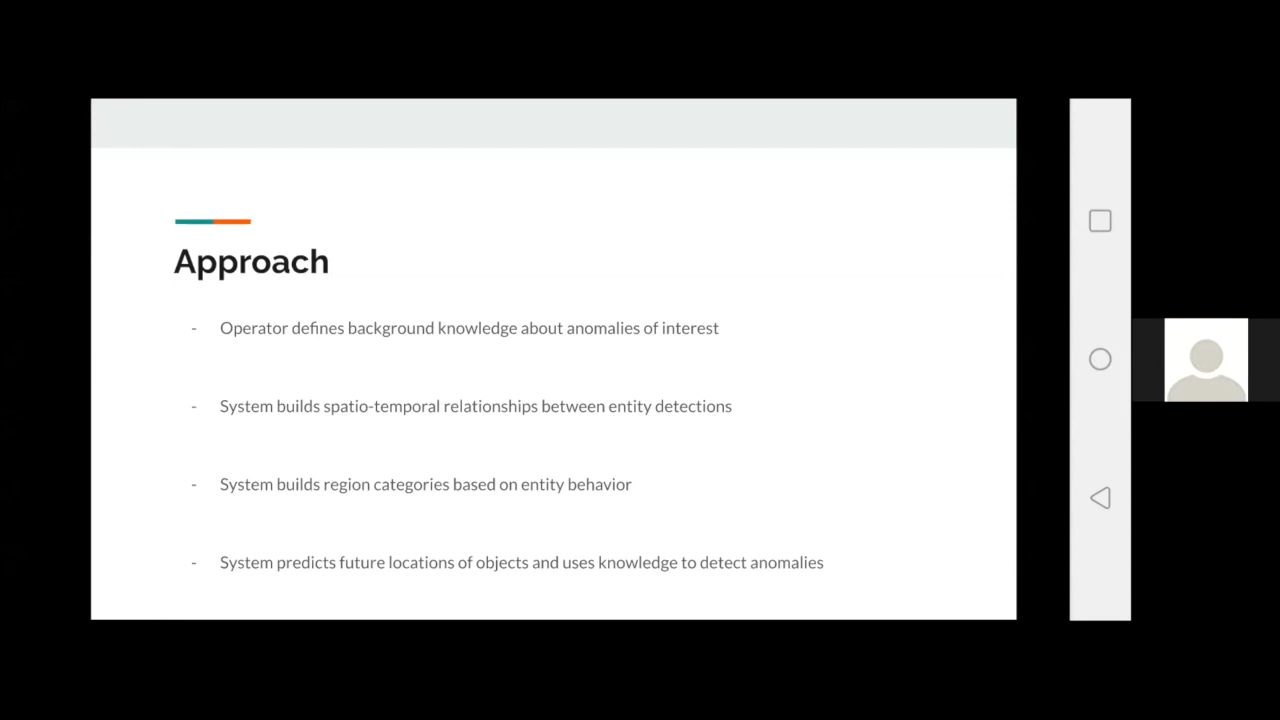 Approach
- Operator defines background knowledge about anomalies of interest
- System builds spatio-temporal relationships between entity detections
- System builds region categories based on entity behavior
- System predicts future locations of objects and uses knowledge to detect anomalies